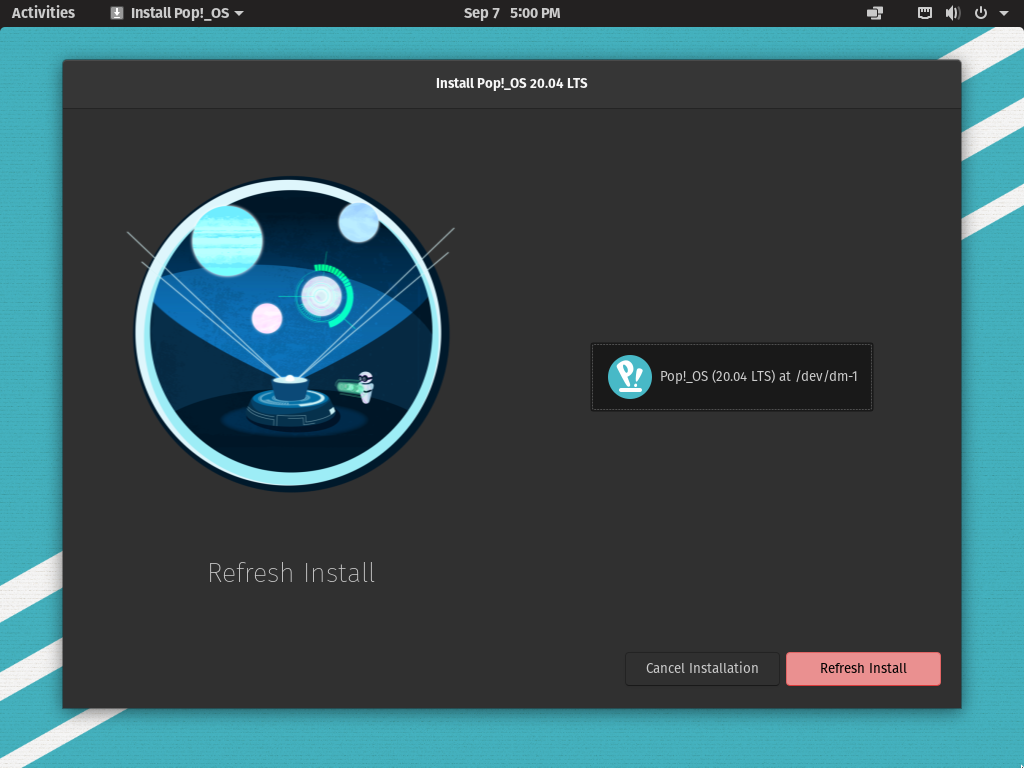 Activities
Install Pop!_OS
Sep 7 5:00 PM
Install Pop!_OS 20.04 LTS
Pop!_OS (20.04 LTS) at /dev/dm-1
Refresh Install
Cancel Installation
Refresh Install